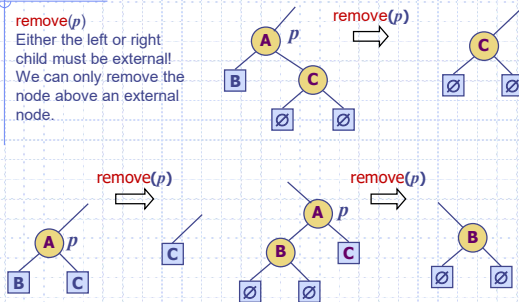 remove(p)
Either the left or right
child must be external!
We can only remove the
node above an external
node.
A p
B
C
∅ ∅
remove(p)
C
∅ ∅
remove(p)
A p
B C
C
A p
B C
∅ ∅
remove(p)
B
∅ ∅